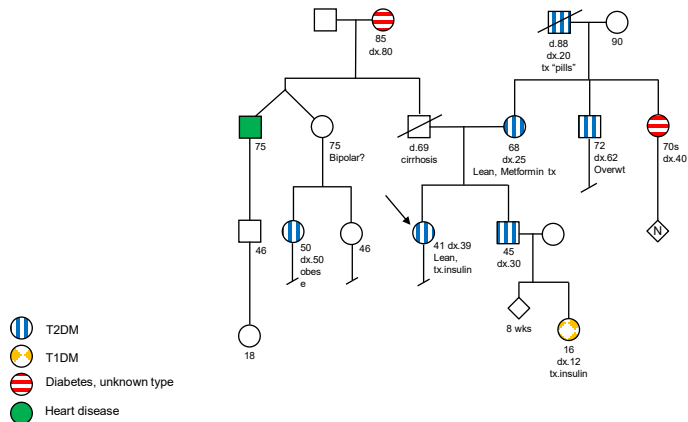 85
dx.80
d.88
dx.20
tx "pills"
90
75
75
Bipolar?
d.69
cirrhosis
68
dx.25
Lean, Metformin tx
72
dx.62
Overwt
70s
dx.40
46
50
dx.50
obes
e
46
41 dx.39
Lean,
tx.insulin
45
dx.30
N
18
8 wks
16
dx.12
tx.insulin
T2DM
T1DM
Diabetes, unknown type
Heart disease